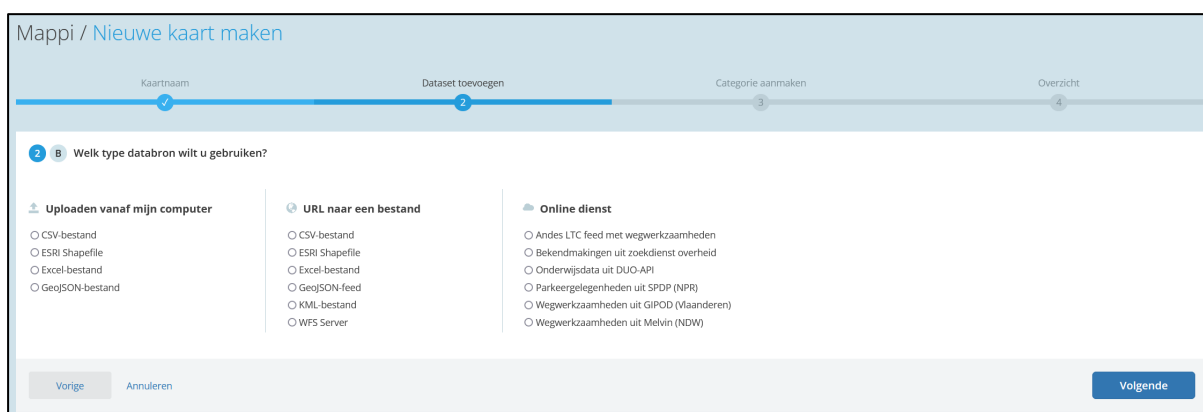 Mappi / Nieuwe kaart maken
Kaartnaam
Dataset toevoegen
Categorie aanmaken
Overzicht
2
3
4
2 B Welk type databron wilt u gebruiken?
Uploaden vanaf mijn computer
CSV-bestand
ESRI Shapefile
Excel-bestand
GeoJSON-bestand
URL naar een bestand
CSV-bestand
ESRI Shapefile
Excel-bestand
GeoJSON-feed
KML-bestand
WFS Server
Online dienst
Andes LTC feed met wegwerkzaamheden
Bekendmakingen uit zoekdienst overheid
Onderwijsdata uit DUO-API
Parkeergelegenheden uit SPDP (NPR)
Wegwerkzaamheden uit GIPOD (Vlaanderen)
Wegwerkzaamheden uit Melvin (NDW)
Vorige
Annuleren
Volgende